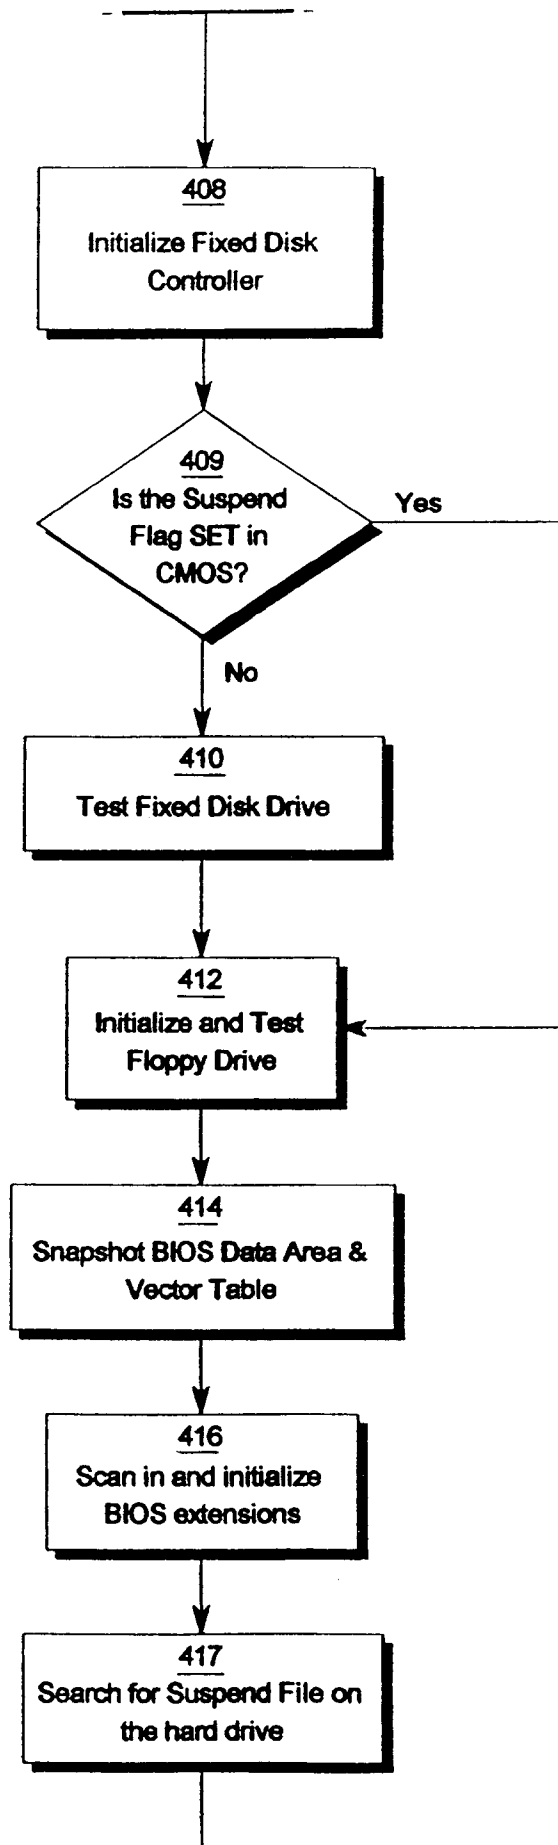 408
Initialize Fixed Disk
Controller
409
Is the Suspend
Flag SET in
CMOS?
Yes
No
410
Test Fixed Disk Drive
412
Initialize and Test
Floppy Drive
414
Snapshot BIOS Data Area &
Vector Table
416
Scan in and initialize
BIOS extensions
417
Search for Suspend File on
the hard drive